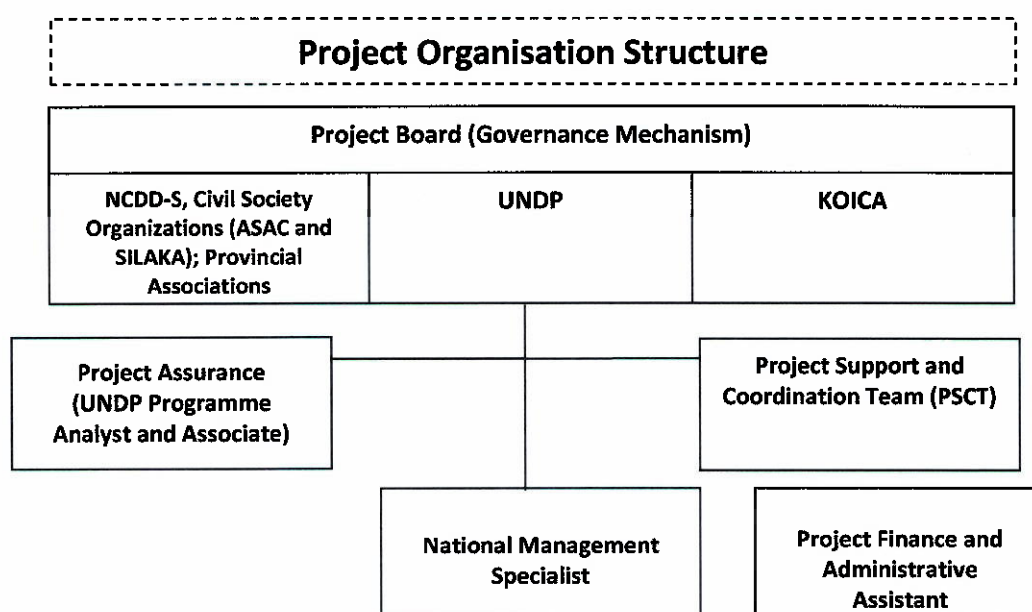 Project Organisation Structure
Project Board (Governance Mechanism)
NCDD-S, Civil Society
Organizations (ASAC and
SILAKA); Provincial
Associations
UNDP
KOICA
Project Assurance
(UNDP Programme
Analyst and Associate)
Project Support and
Coordination Team (PSCT)
National Management
Specialist
Project Finance and
Administrative
Assistant